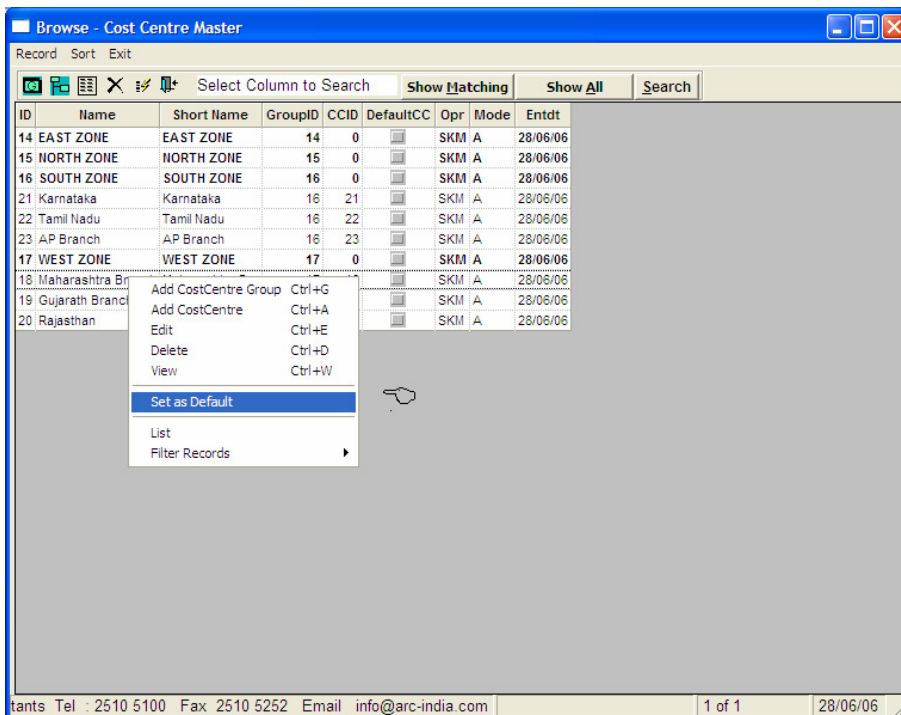 Browse - Cost Centre Master
Record Sort Exit
Select Column to Search Show Matching Show All Search
ID Name Short Name GroupID CCID DefaultCC Opr Mode Entdt
14 EAST ZONE EAST ZONE 14 0 SKM A 28/06/06
15 NORTH ZONE NORTH ZONE 15 0 SKM A 28/06/06
16 SOUTH ZONE SOUTH ZONE 16 0 SKM A 28/06/06
21 Karnataka Karnataka 16 21 SKM A 28/06/06
22 Tamil Nadu Tamil Nadu 16 22 SKM A 28/06/06
23 AP Branch AP Branch 16 23 SKM A 28/06/06
17 WEST ZONE WEST ZONE 17 0 SKM A 28/06/06
18 Maharashtra SKM A 28/06/06
19 Gujarath SKM A 28/06/06
20 Rajasthan SKM A 28/06/06
Add CostCentre Group Ctrl+G
Add CostCentre Ctrl+A
Edit Ctrl+E
Delete Ctrl+D
View Ctrl+W
Set as Default
List
Filter Records
tants Tel : 2510 5100 Fax 2510 5252 Email info@arc-india.com 1 of 1 28/06/06